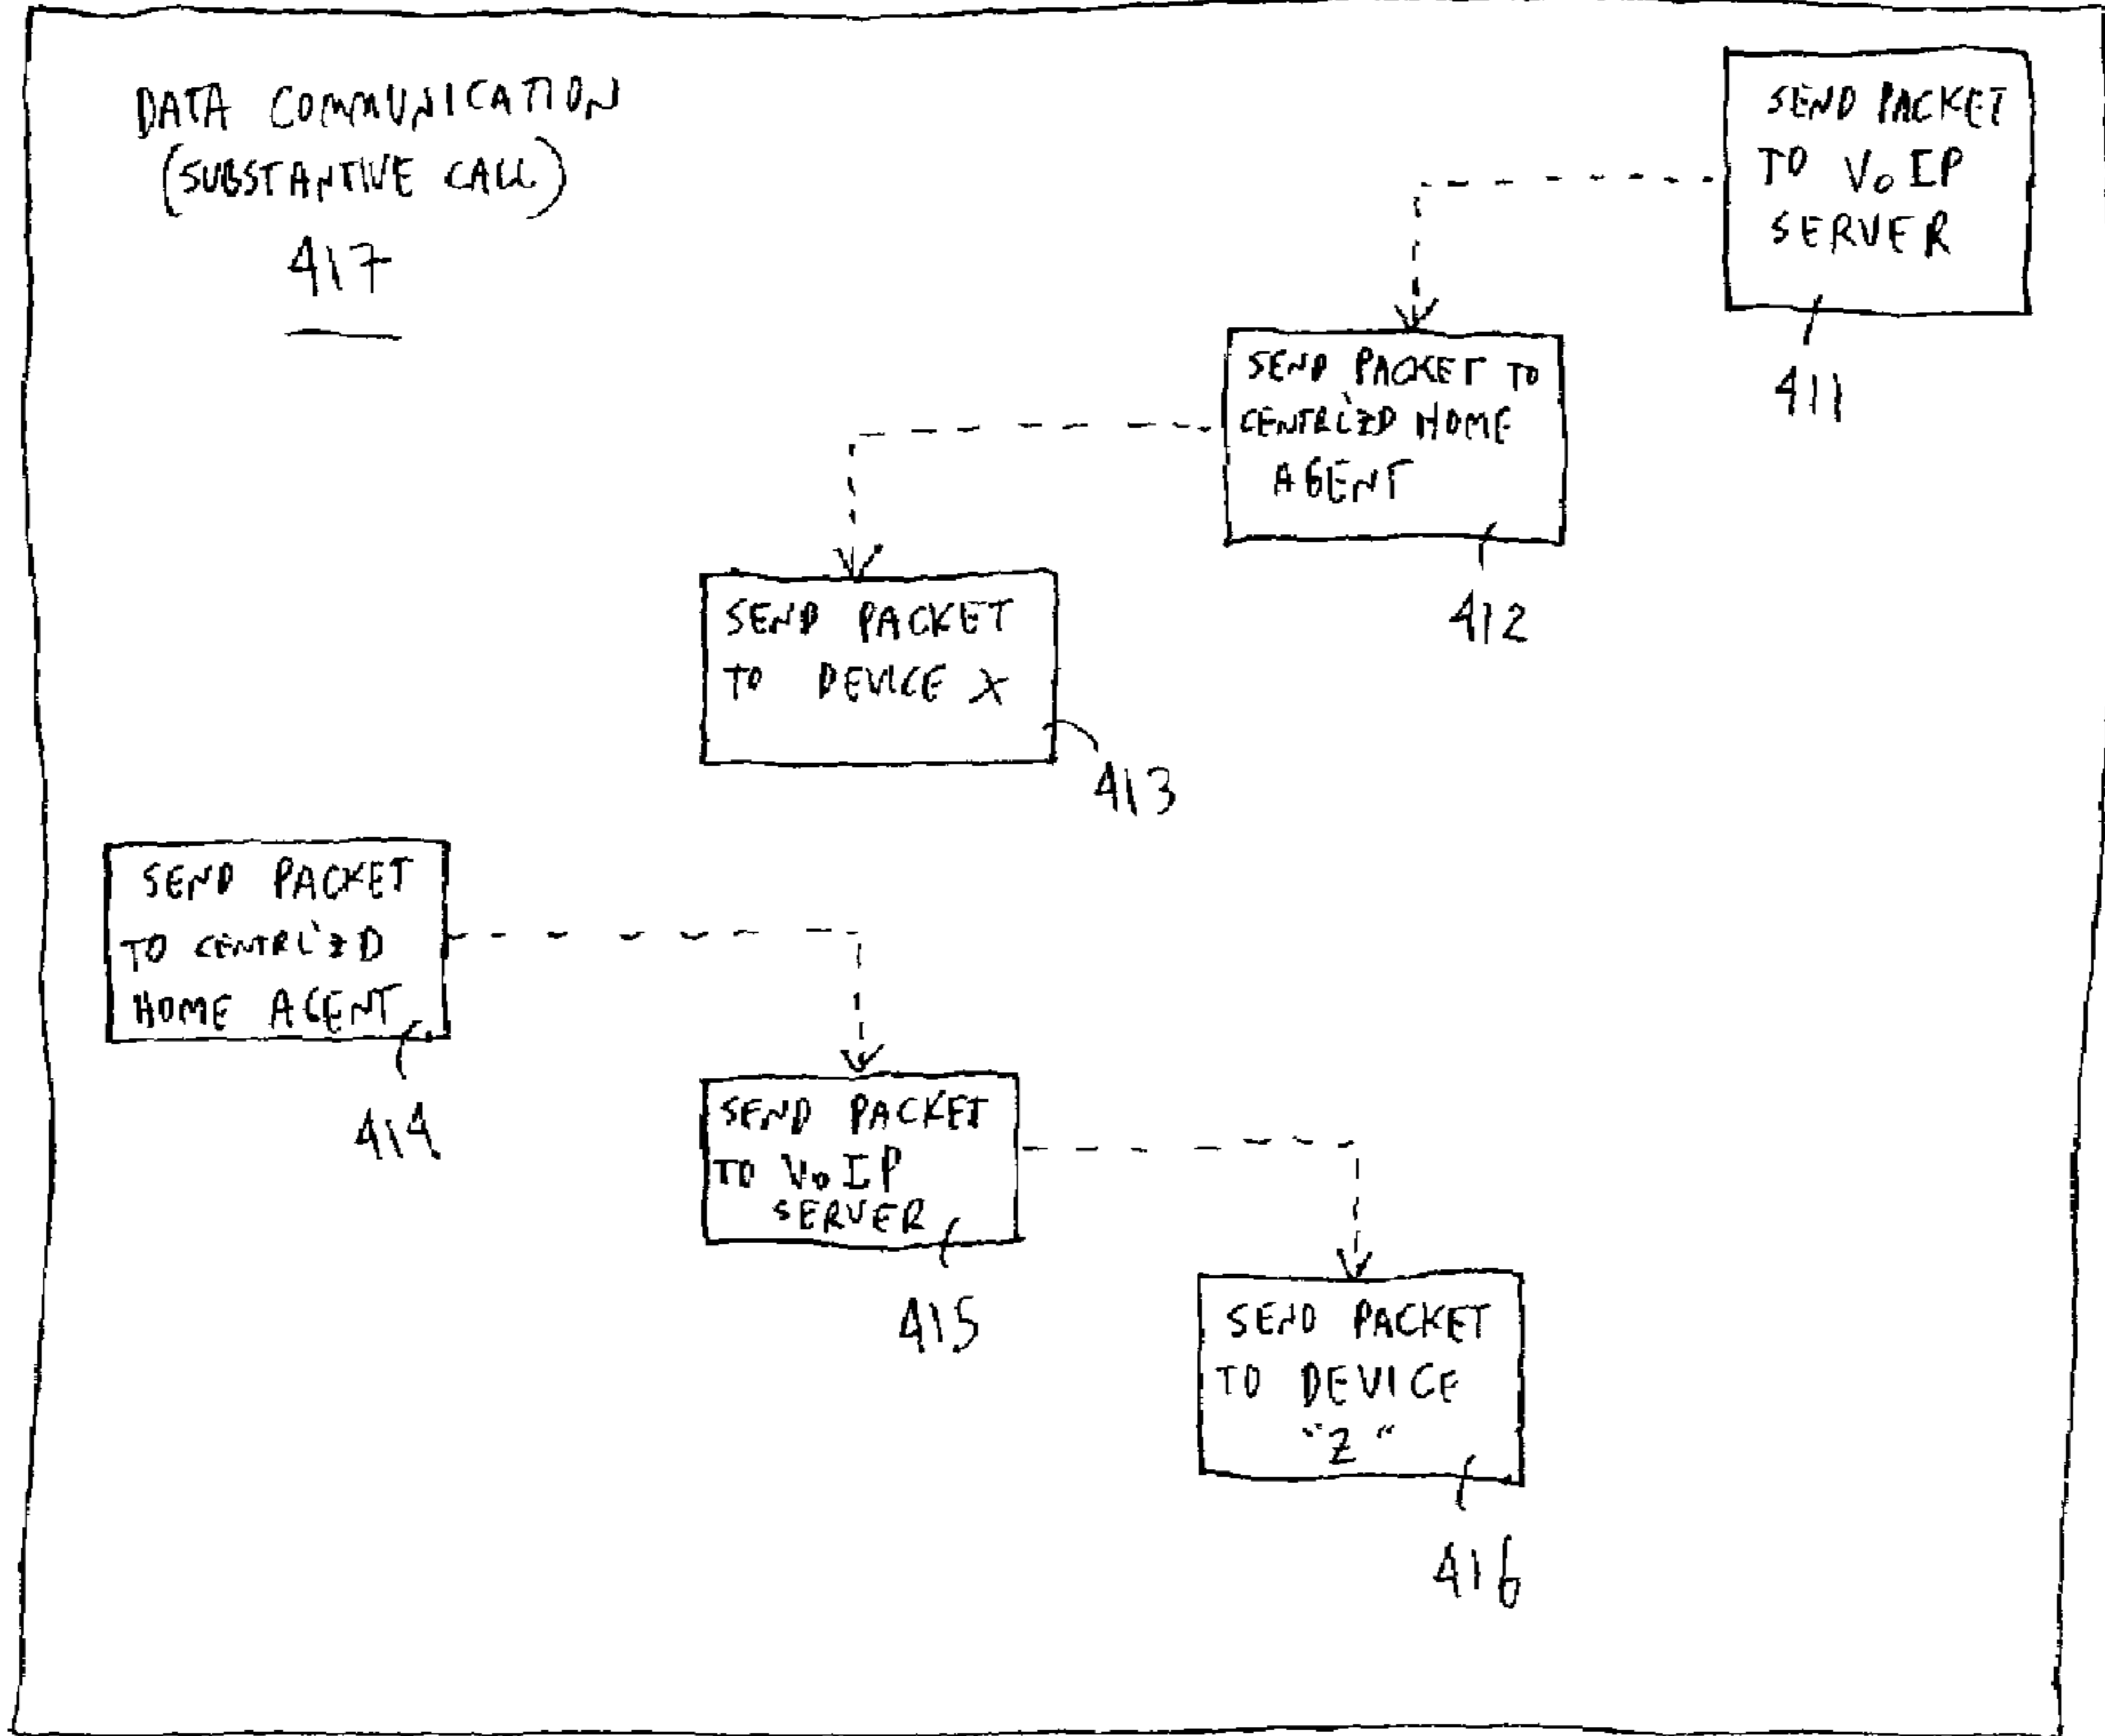 DATA COMMUNICATION
(SUBSTANTIVE CALL)
417
SEND PACKET
TO VoIP
SERVER
411
SEND PACKET TO
CENTRL'ZD HOME
AGENT
412
SEND PACKET
TO DEVICE X
413
SEND PACKET
TO CENTRL'ZD
HOME AGENT
414
SEND PACKET
TO VoIP
SERVER
415
SEND PACKET
TO DEVICE
"Z"
416